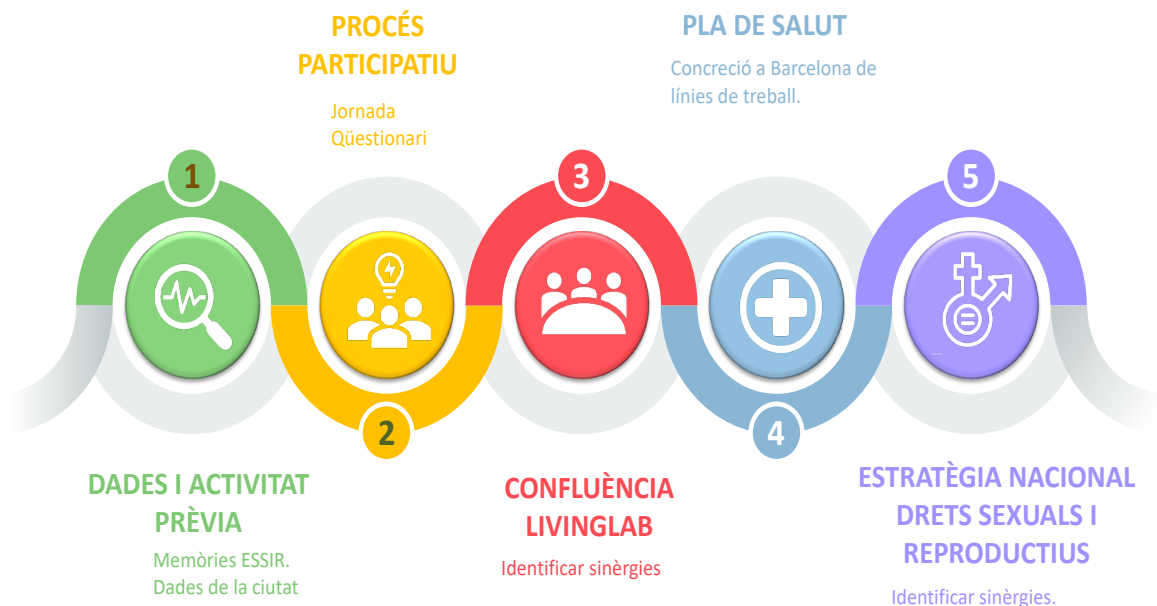 1
DADES I ACTIVITAT
PRÈVIA
Memòries ESSIR.
Dades de la ciutat
PROCÉS
PARTICIPATIU
Jornada
Qüestionari
2
3
CONFLUÈNCIA
LIVINGLAB
Identificar sinèrgies
PLA DE SALUT
Concreció a Barcelona de
línies de treball.
4
5
ESTRATÈGIA NACIONAL
DRETS SEXUALS I
REPRODUCTIUS
Identificar sinèrgies.